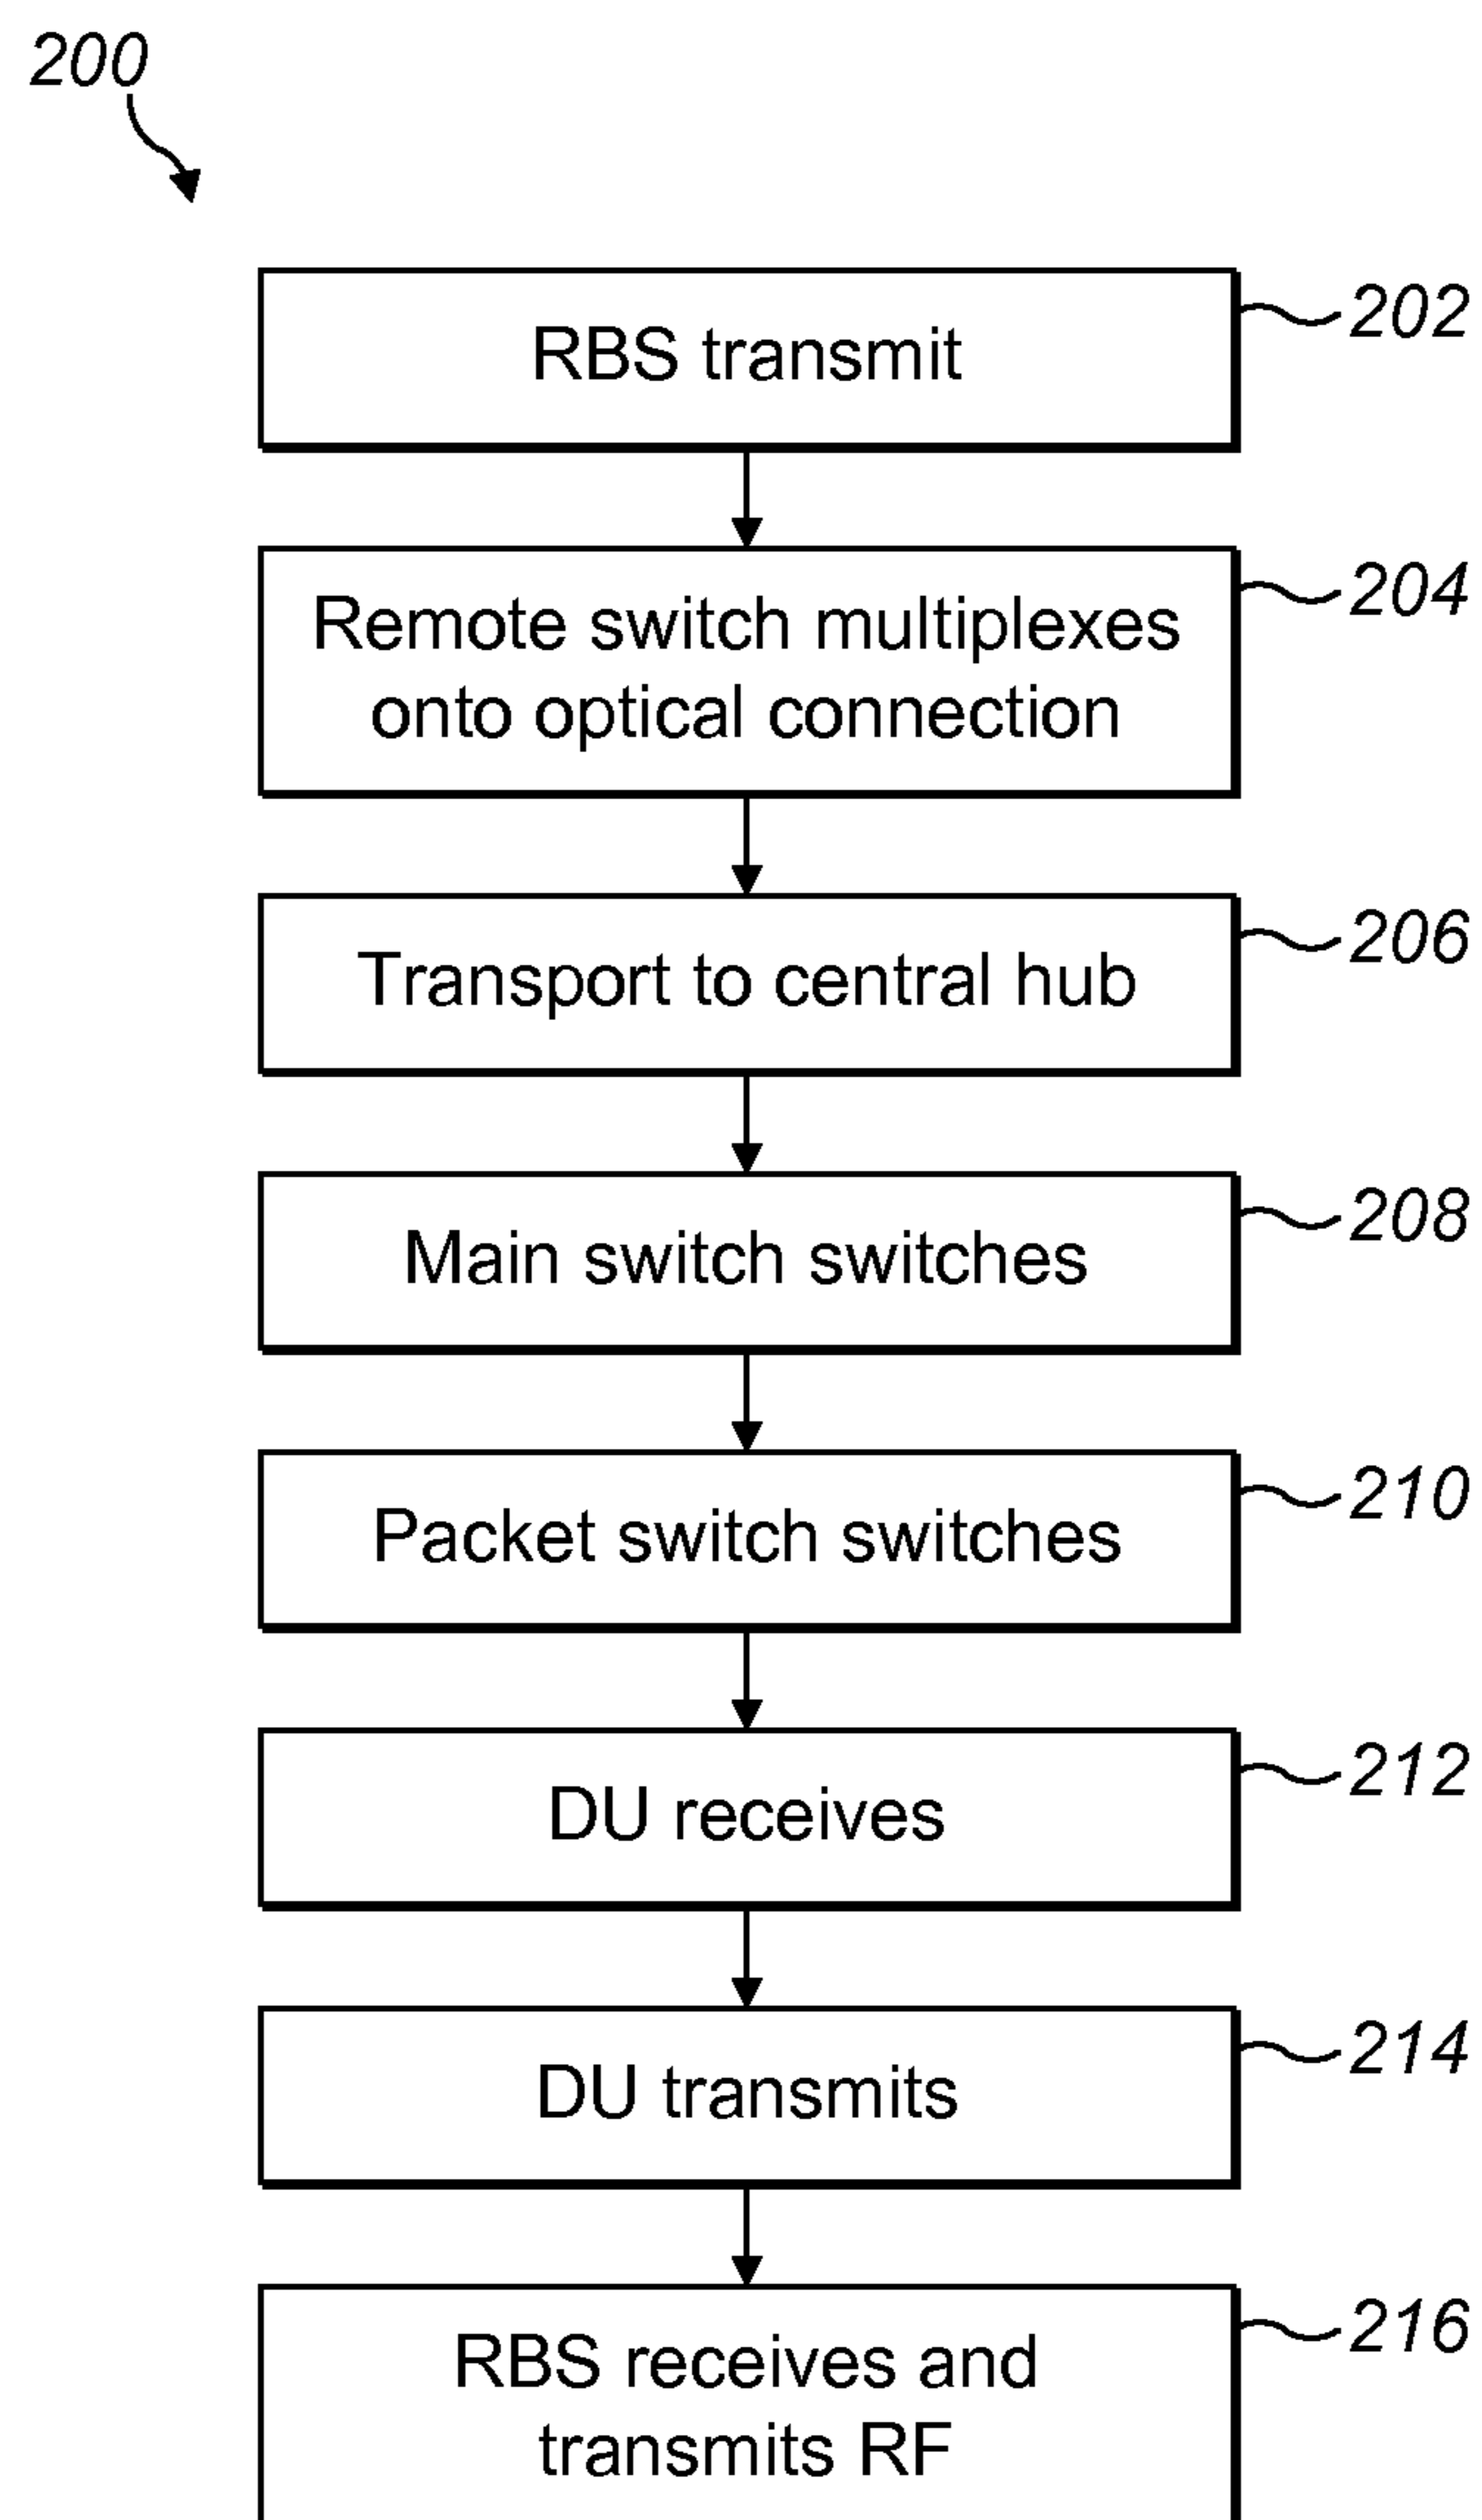 200
RBS transmit
202
Remote switch multiplexes
onto optical connection
204
Transport to central hub
206
Main switch switches
208
Packet switch switches
210
DU receives
212
DU transmits
214
RBS receives and
transmits RF
216